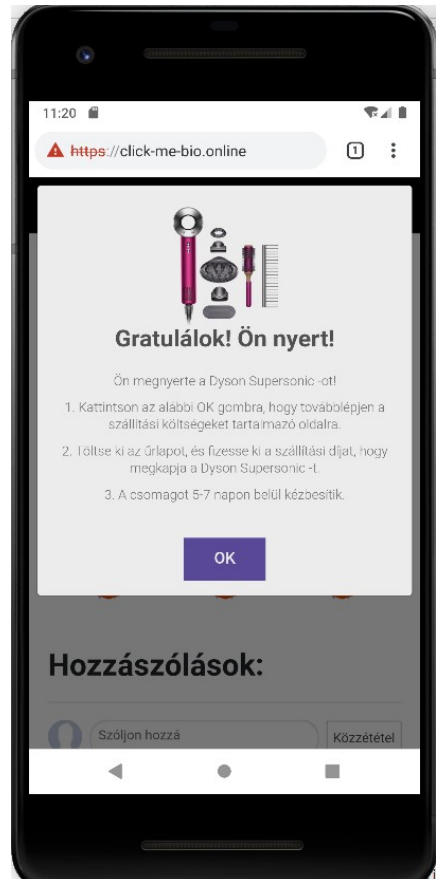 11:20
https://click-me-bio.online
1
Gratulálok! Ön nyert!
Ön megnyerte a Dyson Supersonic -ot!
1. Kattintson az alábbi OK gombra, hogy továbblépjen a
szállítási költségeket tartalmazó oldalra.
2. Töltse ki az űrlapot, és fizesse ki a szállítási díjat, hogy
megkapja a Dyson Supersonic -t.
3. A csomagot 5-7 napon belül kézbesítik.
OK
Hozzászólások:
Szóljon hozzá
Közzététel